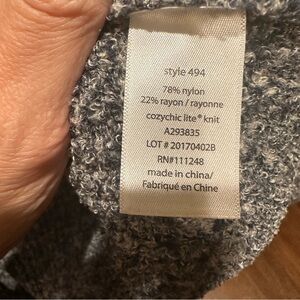 style 494
78% nylon
22% rayon / rayonne
cozychic lite® knit
A293835
LOT # 20170402B
RN#111248
made in china/
Fabriqué en Chine